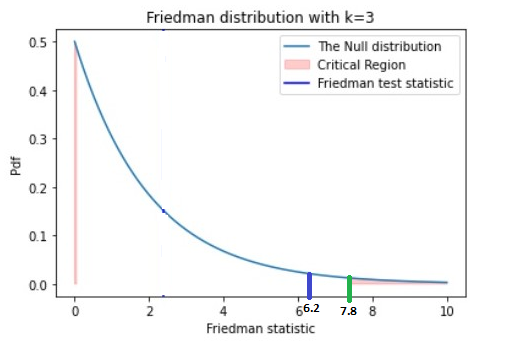 Friedman distribution with k=3
The Null distribution
Critical Region
Friedman test statistic
0.5
0.4
0.3
0.2
0.1
0.0
Pdf
0 2 4 6 8 10
6.2 7.8
Friedman statistic